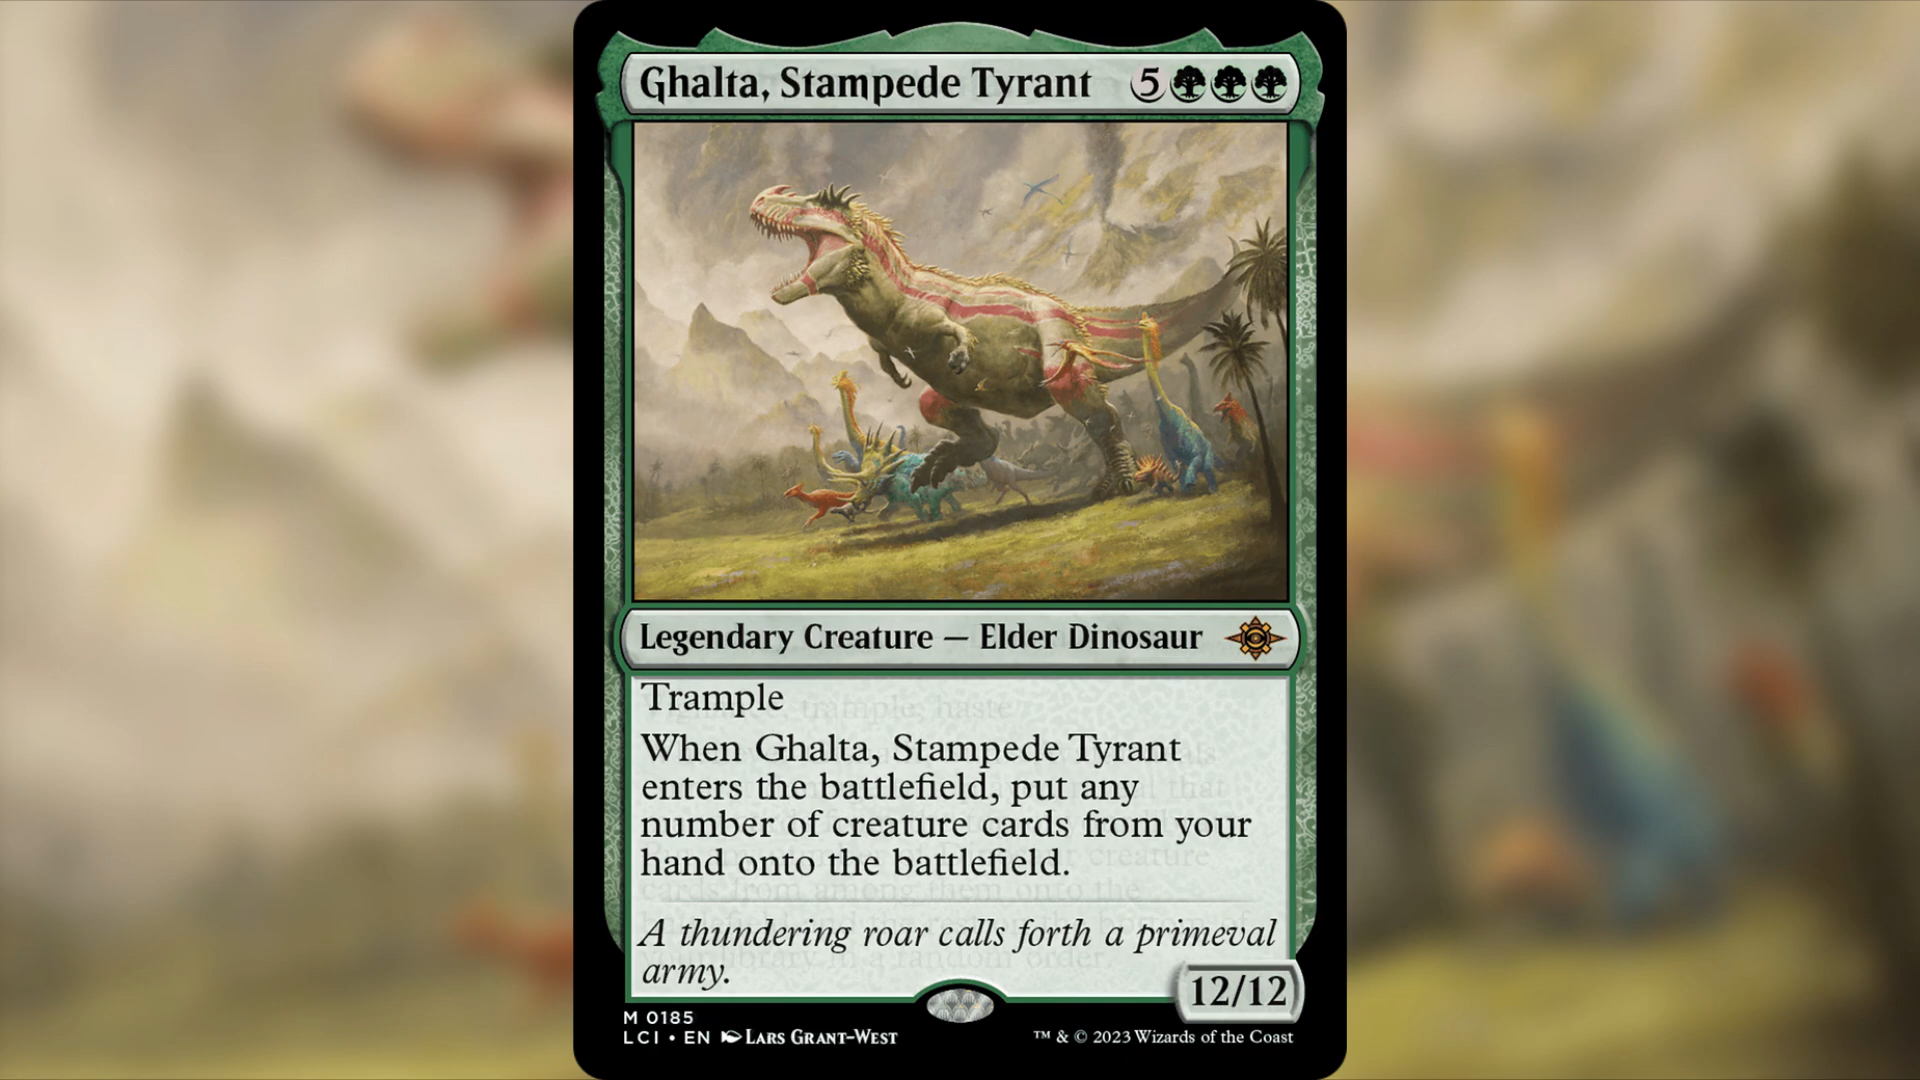 Ghalta, Stampede Tyrant 5
Legendary Creature — Elder Dinosaur
Trample
When Ghalta, Stampede Tyrant
enters the battlefield, put any
number of creature cards from your
hand onto the battlefield.
A thundering roar calls forth a primeval
army.
12/12
M 0185
LCI • EN Lars Grant-West
™ & © 2023 Wizards of the Coast